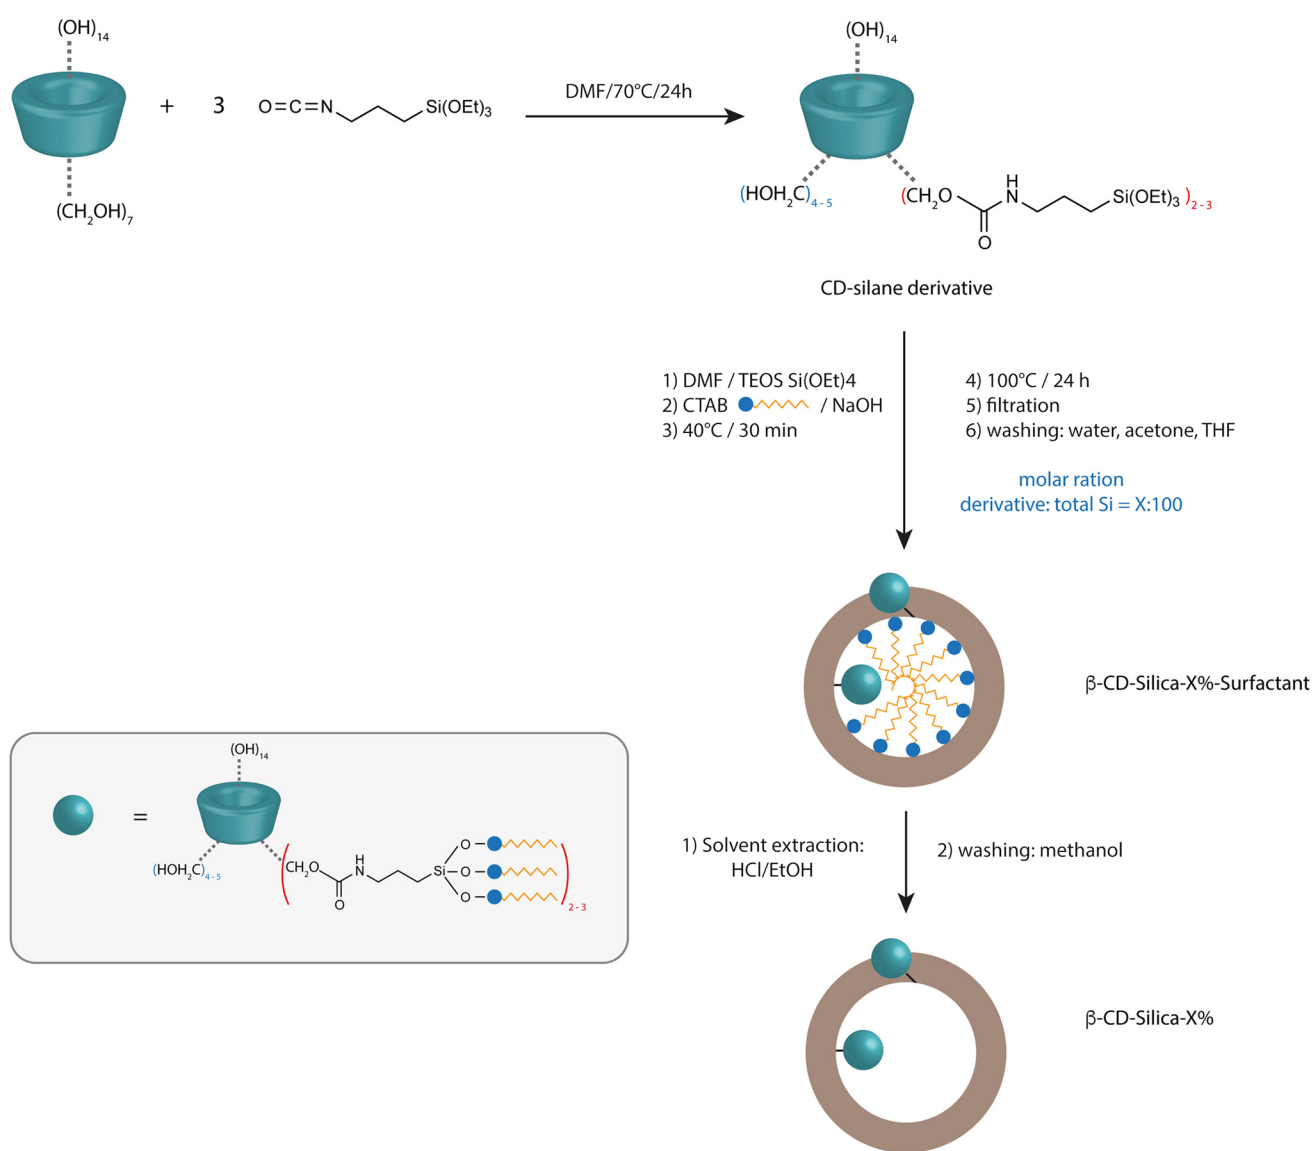 (OH)14
+ 3 O=C=N Si(OEt)3
DMF/70°C/24h
(CH2OH)7
(OH)14
(HOH2C)4-5
(CH2O H N O Si(OEt)3 )2-3
CD-silane derivative
1) DMF / TEOS Si(OEt)4
2) CTAB / NaOH
3) 40°C / 30 min
4) 100°C / 24 h
5) filtration
6) washing: water, acetone, THF
molar ration
derivative: total Si = X:100
β-CD-Silica-X%-Surfactant
1) Solvent extraction:
HCl/EtOH
2) washing: methanol
β-CD-Silica-X%
=
(OH)14
(HOH2C)4-5
(CH2O O H N Si O O O )2-3